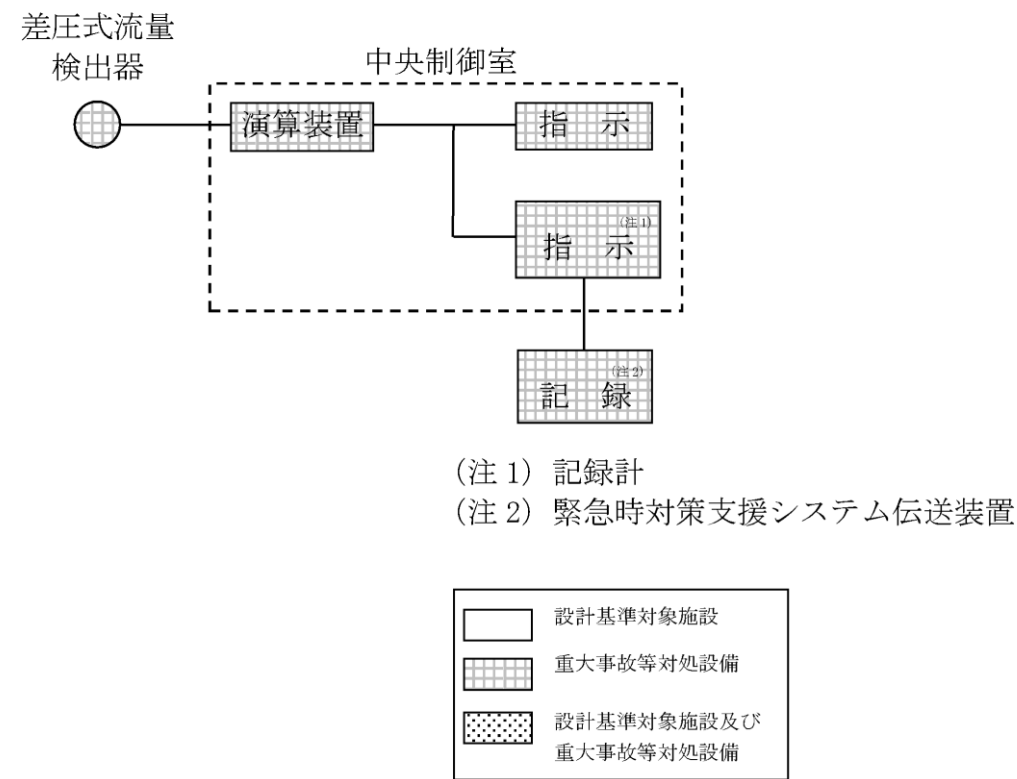 差圧式流量
検出器
中央制御室
演算装置
指 示
指 示(注1)
記 録(注2)
(注 1) 記録計
(注 2) 緊急時対策支援システム伝送装置
設計基準対象施設
重大事故等対処設備
設計基準対象施設及び
重大事故等対処設備